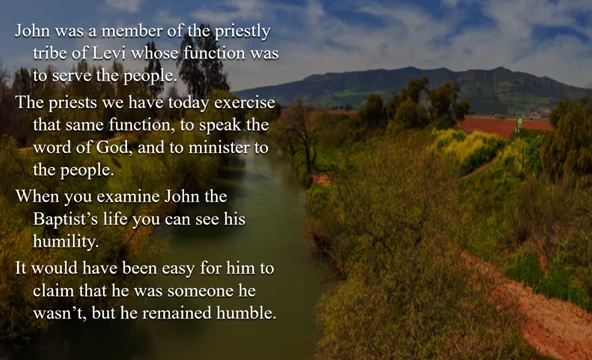 John was a member of the priestly
tribe of Levi whose function was
to serve the people.
The priests we have today exercise
that same function, to speak the
word of God, and to minister to
the people.
When you examine John the
Baptist’s life you can see his
humility.
It would have been easy for him to
claim that he was someone he
wasn’t, but he remained humble.